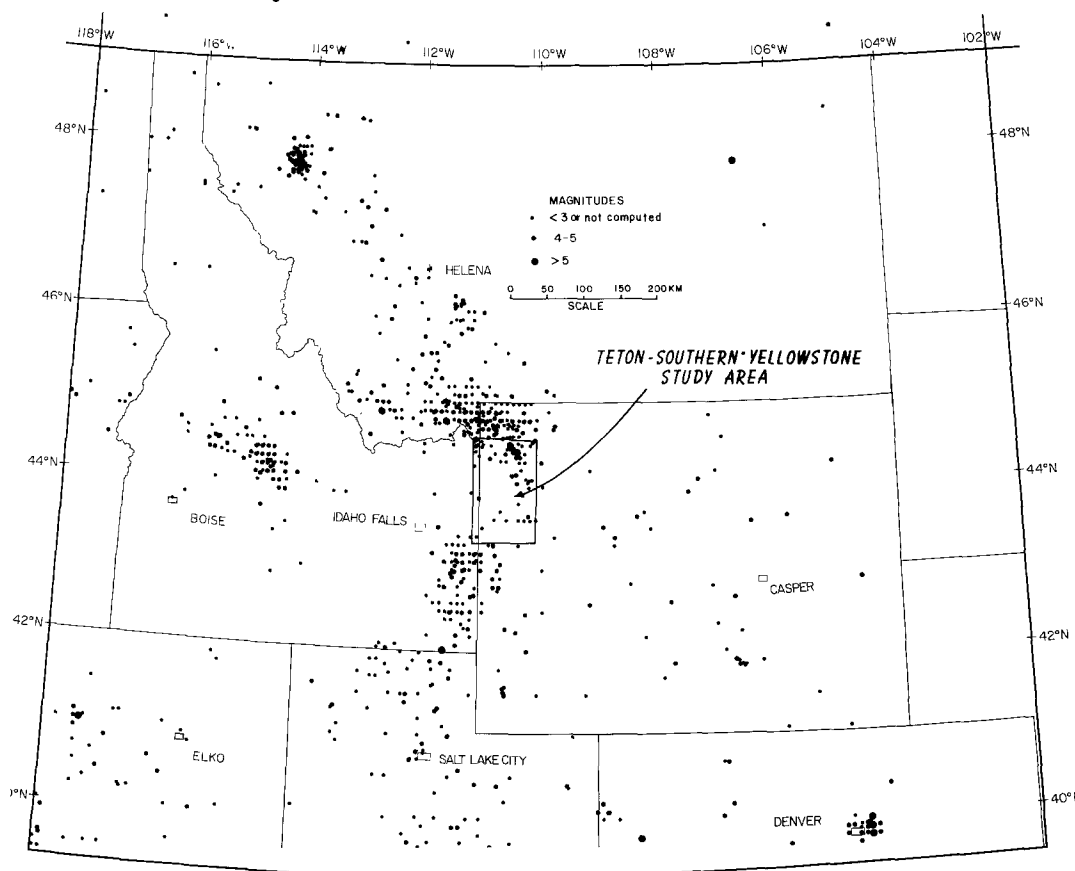 118°W
116°W
114°W
112°W
110°W
108°W
106°W
104°W
102°W
48°N
48°N
MAGNITUDES
<3 or not computed
4-5
>5
HELENA
0 50 100 150 200KM
SCALE
46°N
46°N
TETON-SOUTHERN YELLOWSTONE
STUDY AREA
44°N
44°N
BOISE
IDAHO FALLS
CASPER
42°N
42°N
ELKO
SALT LAKE CITY
40°N
DENVER